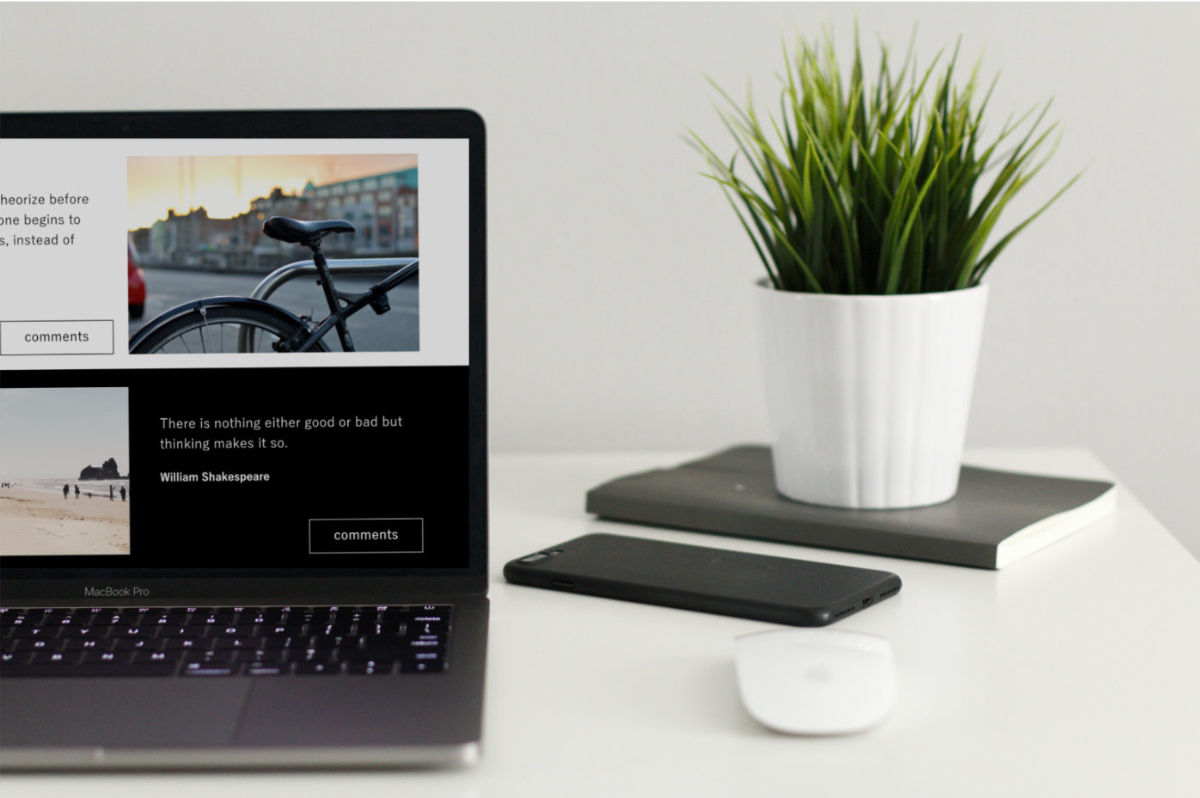 heorize before
one begins to
s, instead of
comments
There is nothing either good or bad but
thinking makes it so.
William Shakespeare
comments
MacBook Pro